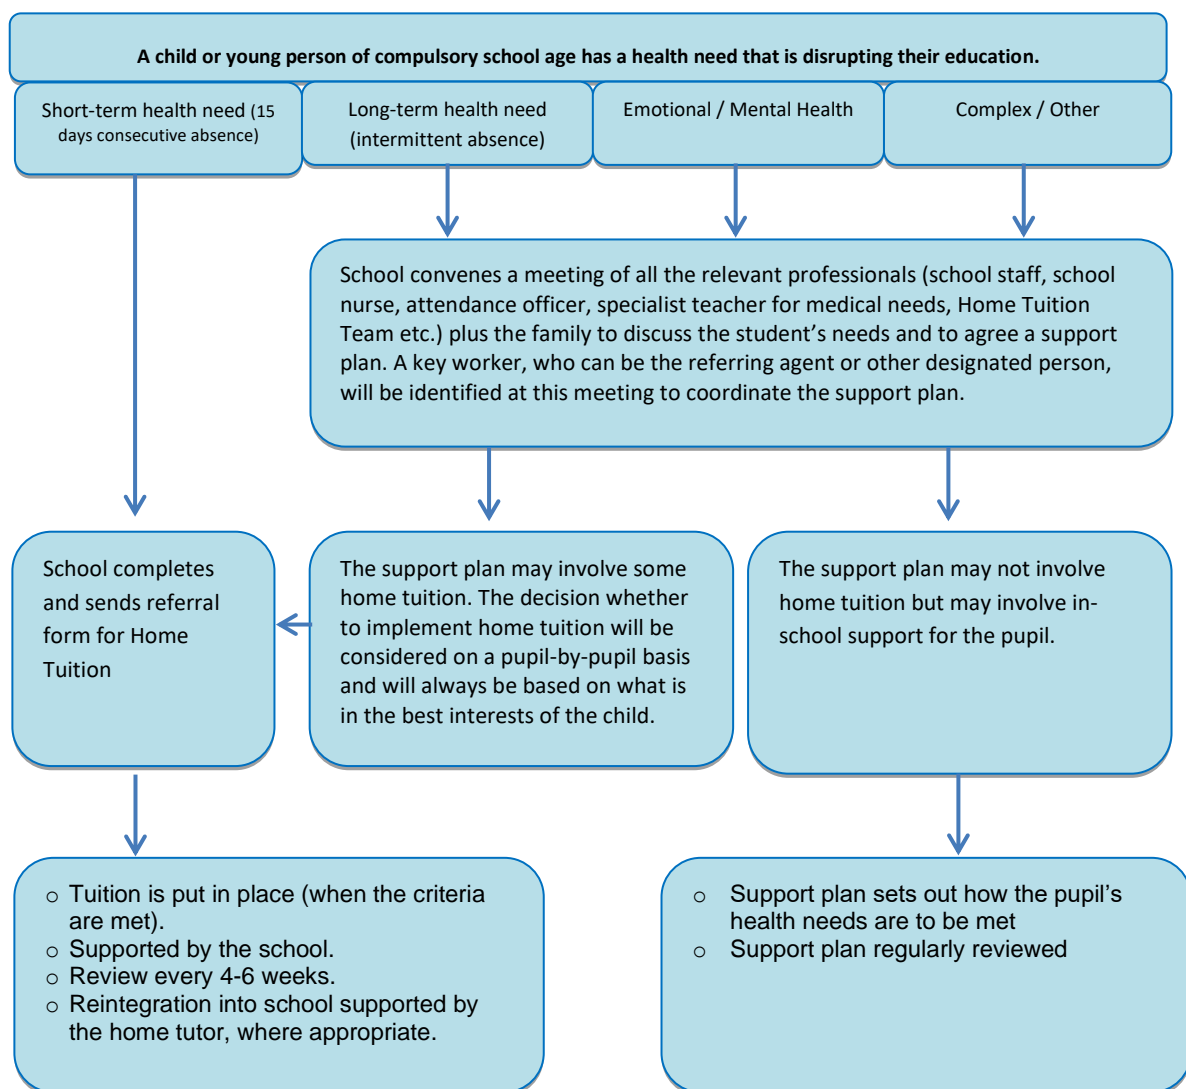 A child or young person of compulsory school age has a health need that is disrupting their education.
Short-term health need (15
days consecutive absence)
Long-term health need
(intermittent absence)
Emotional / Mental Health
Complex / Other
School convenes a meeting of all the relevant professionals (school staff, school
nurse, attendance officer, specialist teacher for medical needs, Home Tuition
Team etc.) plus the family to discuss the student’s needs and to agree a support
plan. A key worker, who can be the referring agent or other designated person,
will be identified at this meeting to coordinate the support plan.
School completes
and sends referral
form for Home
Tuition
The support plan may involve some
home tuition. The decision whether
to implement home tuition will be
considered on a pupil-by-pupil basis
and will always be based on what is
in the best interests of the child.
The support plan may not involve
home tuition but may involve in-
school support for the pupil.
o Tuition is put in place (when the criteria
are met).
o Supported by the school.
o Review every 4-6 weeks.
o Reintegration into school supported by
the home tutor, where appropriate.
o Support plan sets out how the pupil’s
health needs are to be met
o Support plan regularly reviewed